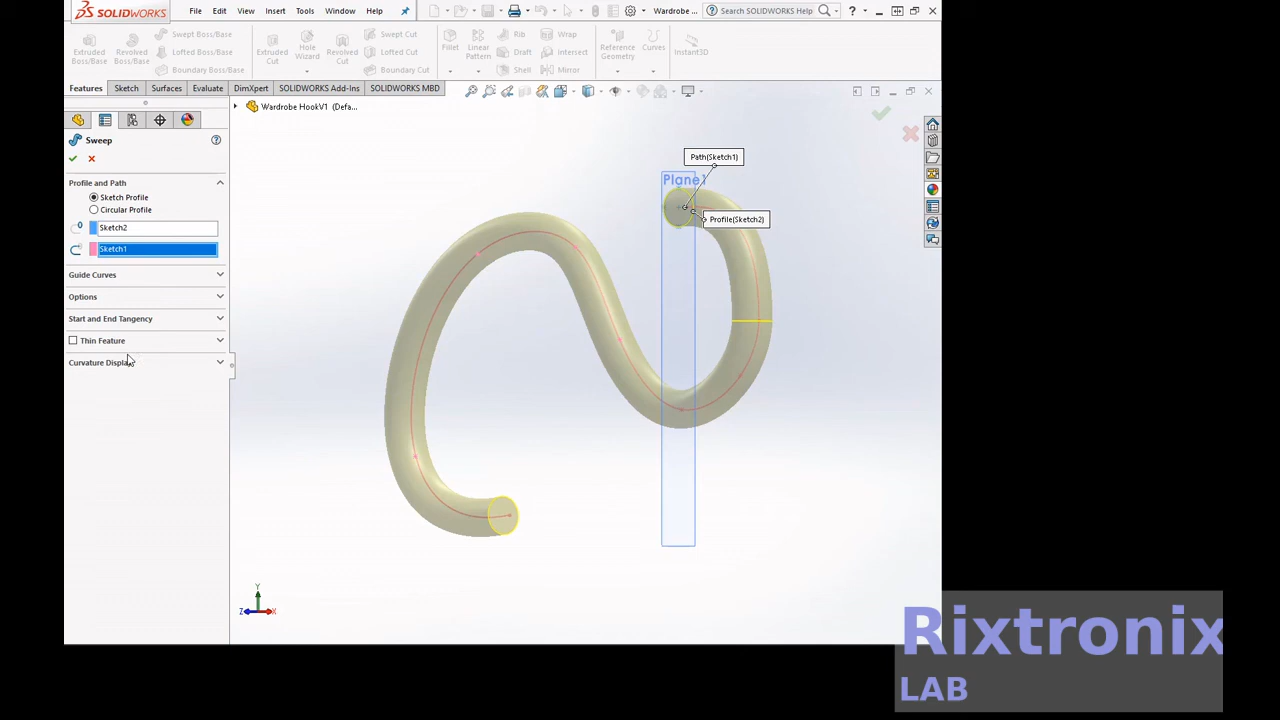 SOLIDWORKS
File
Edit
View
Insert
Tools
Window
Help
Wardrobe ...
Search SOLIDWORKS Help
Extruded Boss/Base
Revolved Boss/Base
Swept Boss/Base
Lofted Boss/Base
Boundary Boss/Base
Extruded Cut
Hole Wizard
Revolved Cut
Swept Cut
Lofted Cut
Boundary Cut
Fillet
Linear Pattern
Rib
Draft
Shell
Wrap
Intersect
Mirror
Reference Geometry
Curves
Instant3D
Features
Sketch
Surfaces
Evaluate
DimXpert
SOLIDWORKS Add-Ins
SOLIDWORKS MBD
Wardrobe HookV1 (Defa...
Sweep
Profile and Path
Sketch Profile
Circular Profile
Sketch2
Sketch1
Guide Curves
Options
Start and End Tangency
Thin Feature
Curvature Display
Path(Sketch1)
Plane1
Profile(Sketch2)
Y
Z
X
Rixtronix
LAB